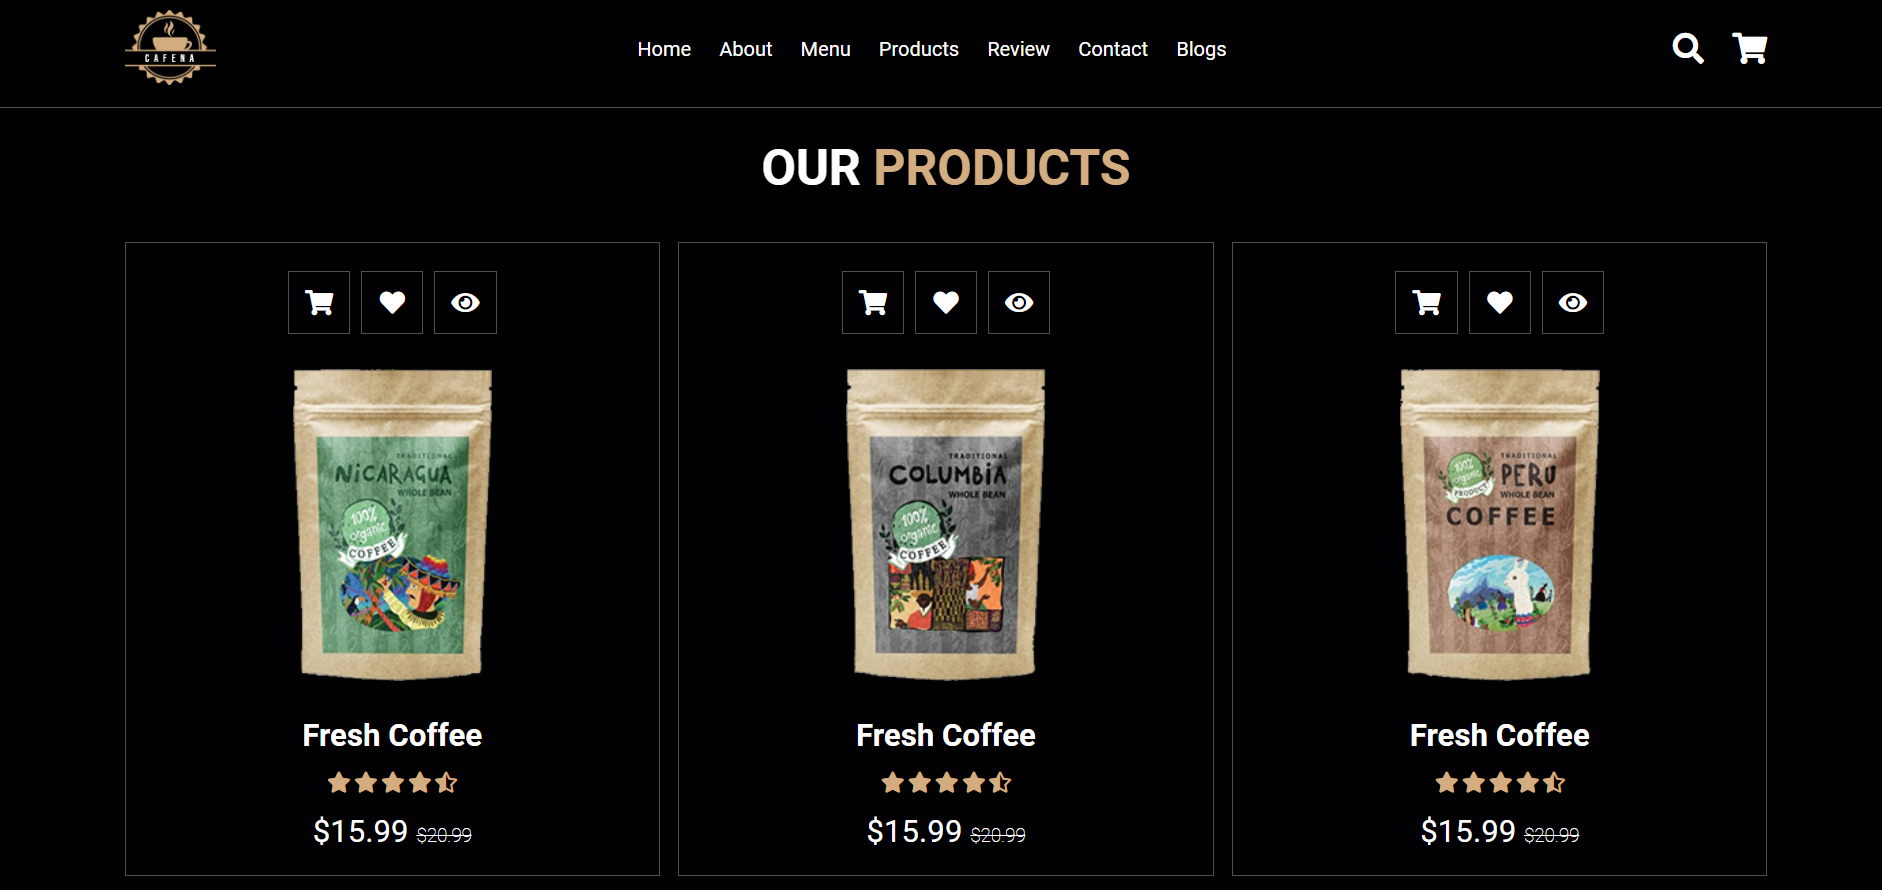 CAFENA
Home About Menu Products Review Contact Blogs
OUR PRODUCTS
TRADITIONAL
NiCARAGUA
WHOLE BEAN
100%
organic
COFFEE
TRADITIONAL
COLUMBiA
WHOLE BEAN
100%
organic
COFFEE
100%
organic
PRODUCT
TRADITIONAL
PERU
WHOLE BEAN
COFFEE
Fresh Coffee
$15.99 $20.99
Fresh Coffee
$15.99 $20.99
Fresh Coffee
$15.99 $20.99